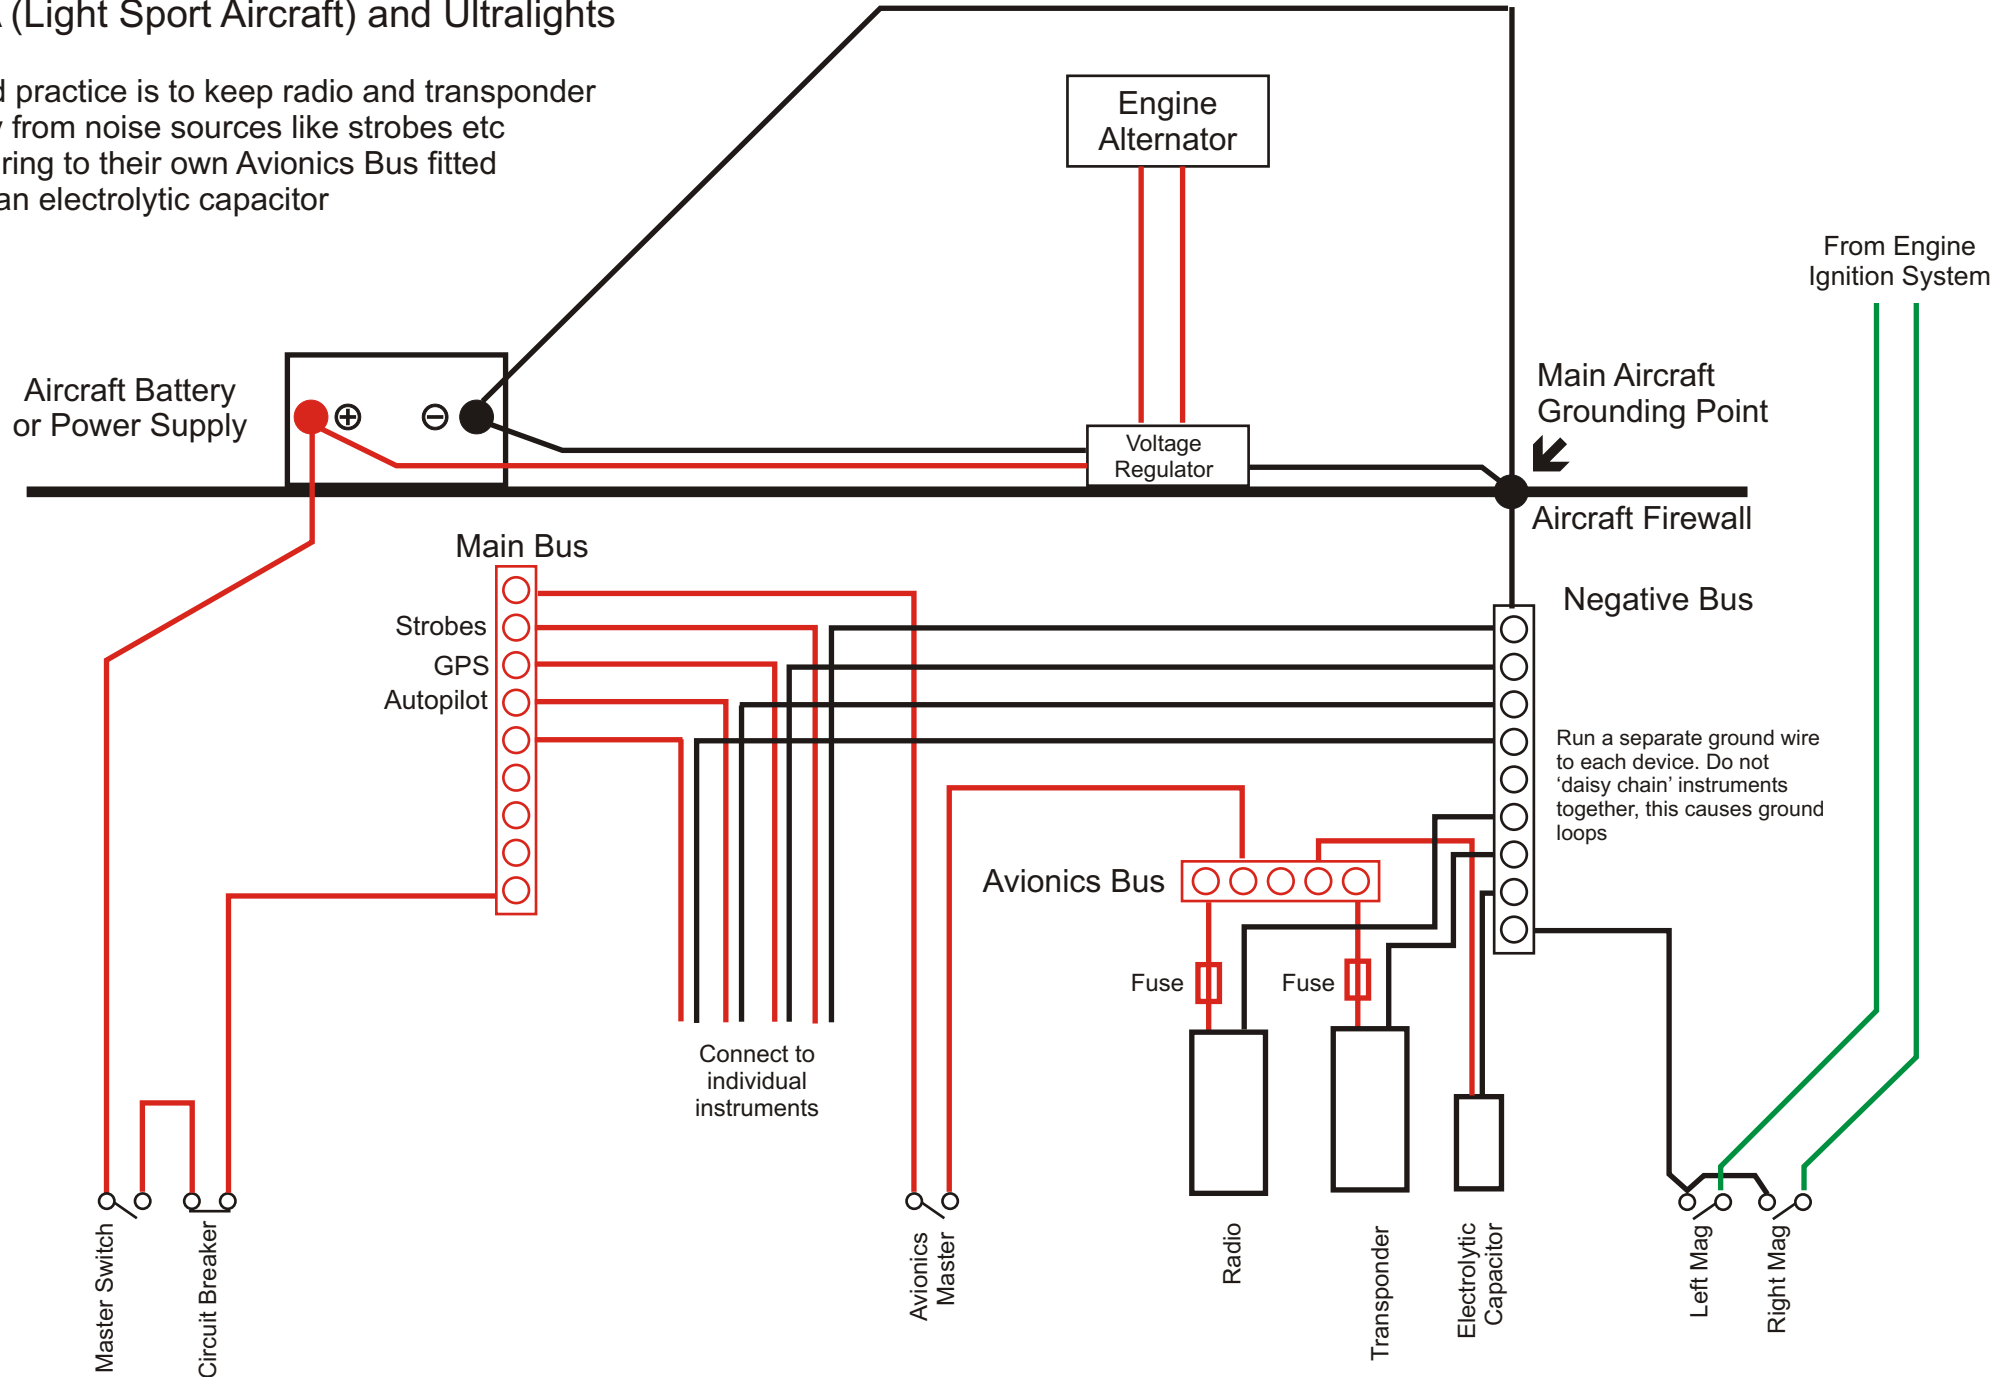 (Light Sport Aircraft) and Ultralights
practice is to keep radio and transponder
from noise sources like strobes etc
to their own Avionics Bus fitted
an electrolytic capacitor
Engine
Alternator
From Engine
Ignition System
Aircraft Battery
or Power Supply
+
−
Voltage
Regulator
Main Aircraft
Grounding Point
Aircraft Firewall
Main Bus
Negative Bus
Strobes
GPS
Autopilot
Run a separate ground wire
to each device. Do not
‘daisy chain’ instruments
together, this causes ground
loops
Avionics Bus
Fuse
Fuse
Connect to
individual
instruments
Master Switch
Circuit Breaker
Avionics
Master
Radio
Transponder
Electrolytic
Capacitor
Left Mag
Right Mag